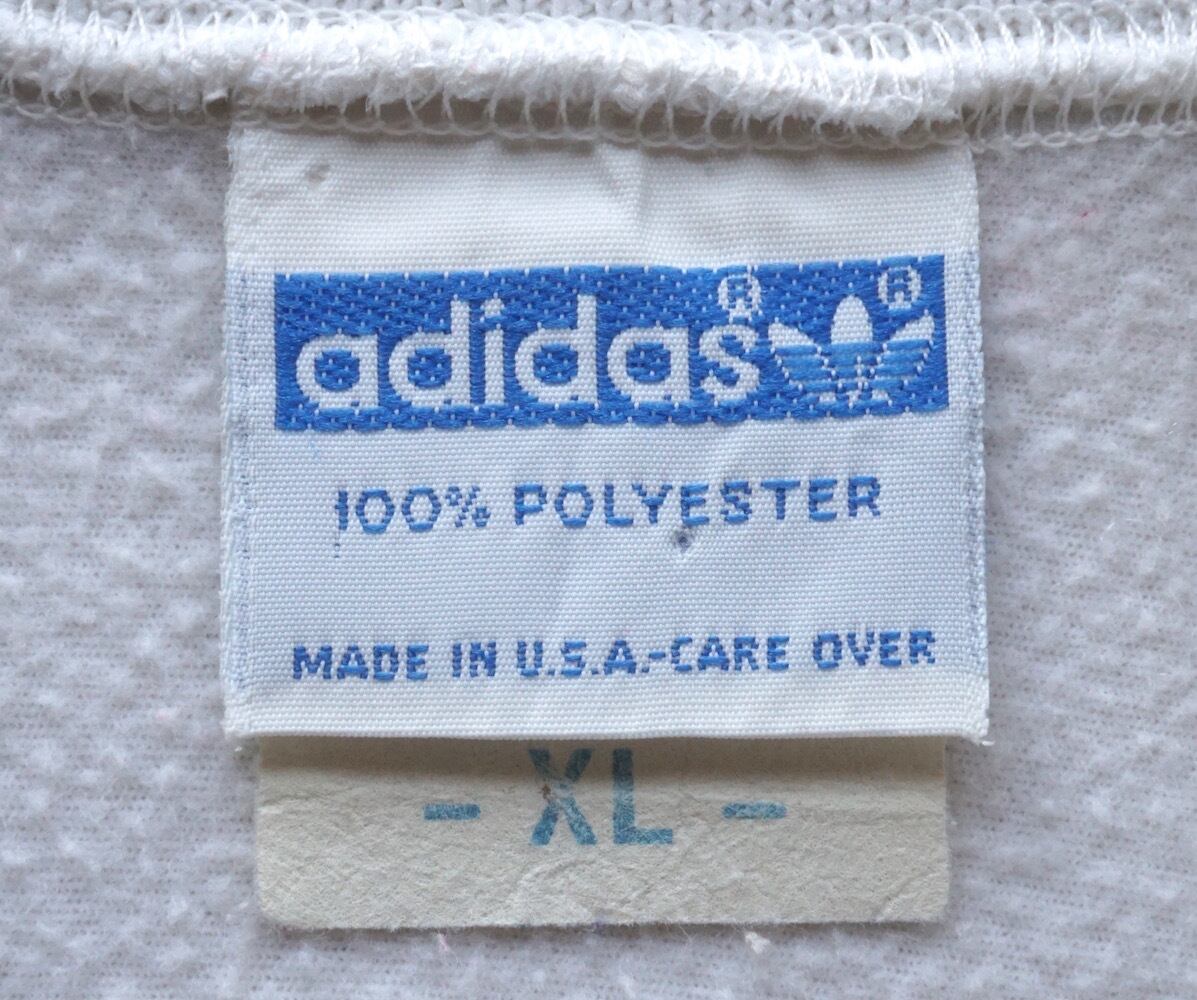 adidas® ®
100% POLYESTER
MADE IN U.S.A.-CARE OVER
- XL -